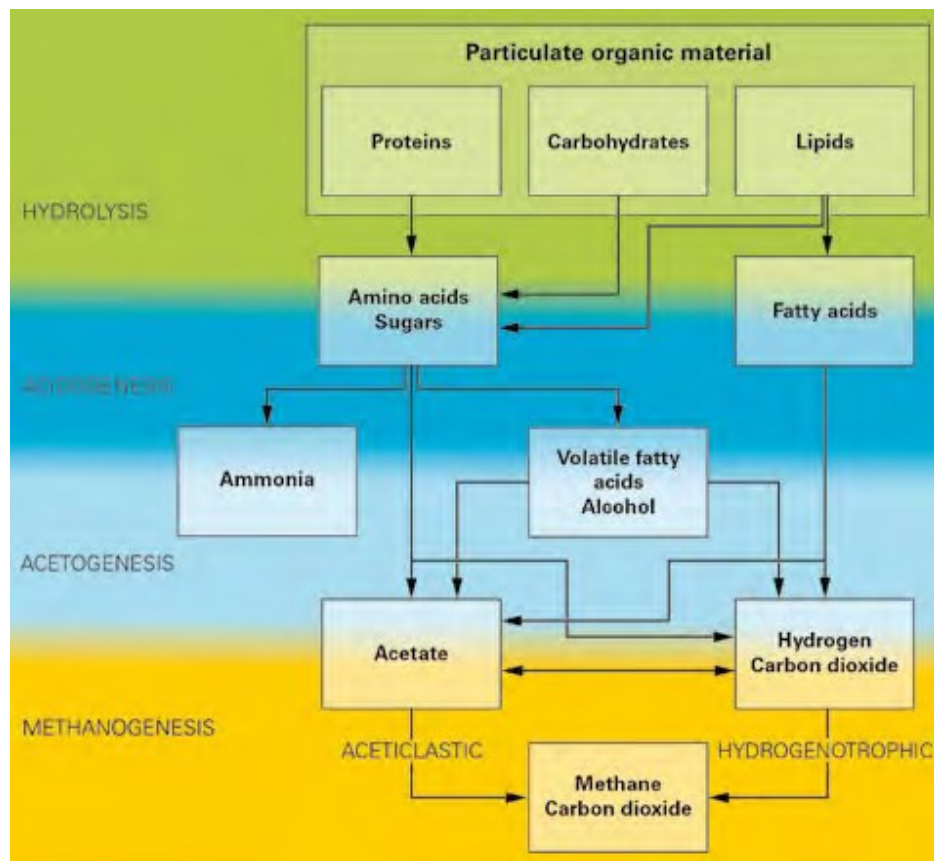 Particulate organic material
Proteins
Carbohydrates
Lipids
HYDROLYSIS
Amino acids
Sugars
Fatty acids
ACIDOGENESIS
Ammonia
Volatile fatty
acids
Alcohol
ACETOGENESIS
Acetate
Hydrogen
Carbon dioxide
METHANOGENESIS
ACETICLASTIC
HYDROGENOTROPHIC
Methane
Carbon dioxide